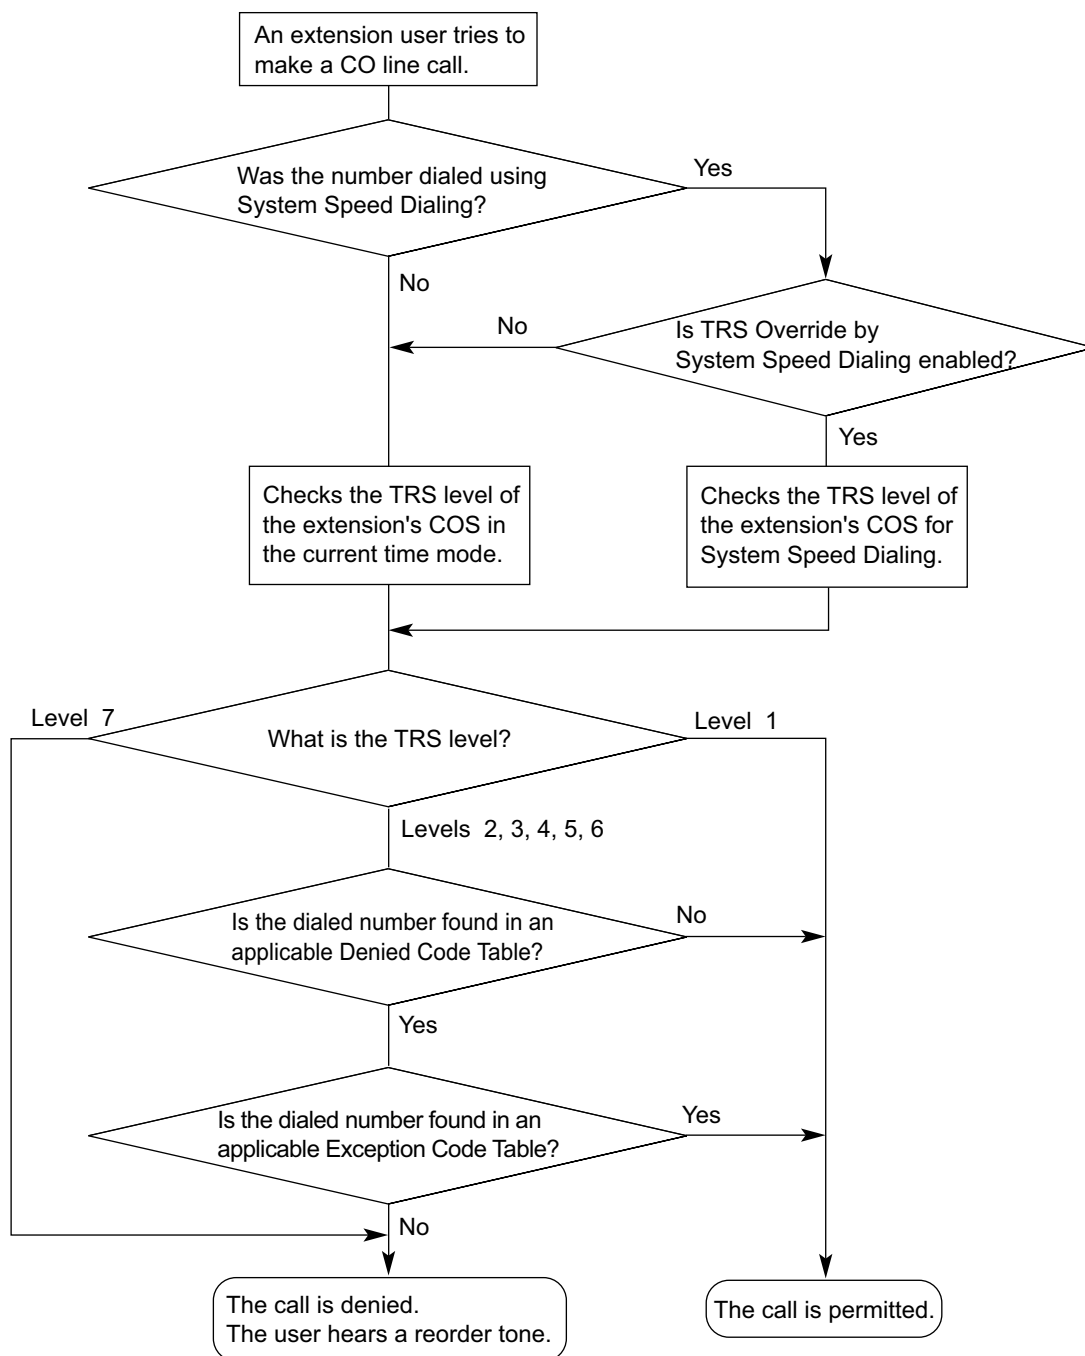 An extension user tries to
make a CO line call.
Was the number dialed using
System Speed Dialing?
Yes
No
No
Is TRS Override by
System Speed Dialing enabled?
Yes
Checks the TRS level of
the extension's COS in
the current time mode.
Checks the TRS level of
the extension's COS for
System Speed Dialing.
Level 7
What is the TRS level?
Level 1
Levels 2, 3, 4, 5, 6
Is the dialed number found in an
applicable Denied Code Table?
No
Yes
Is the dialed number found in an
applicable Exception Code Table?
Yes
No
The call is denied.
The user hears a reorder tone.
The call is permitted.